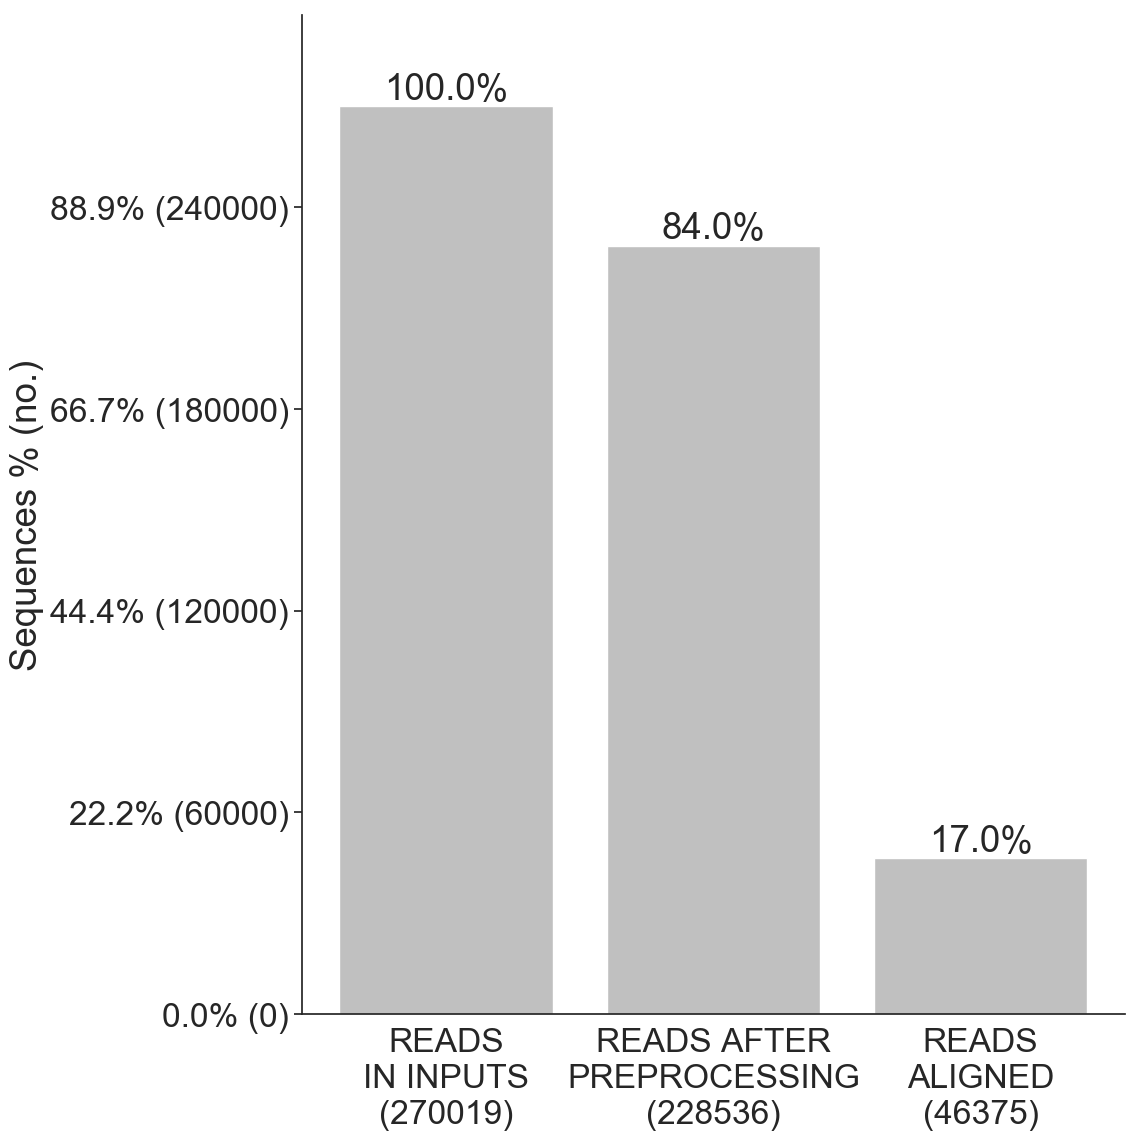 100.0%
84.0%
17.0%
Sequences % (no.)
88.9% (240000)
66.7% (180000)
44.4% (120000)
22.2% (60000)
0.0% (0)
READS
IN INPUTS
(270019)
READS AFTER
PREPROCESSING
(228536)
READS
ALIGNED
(46375)